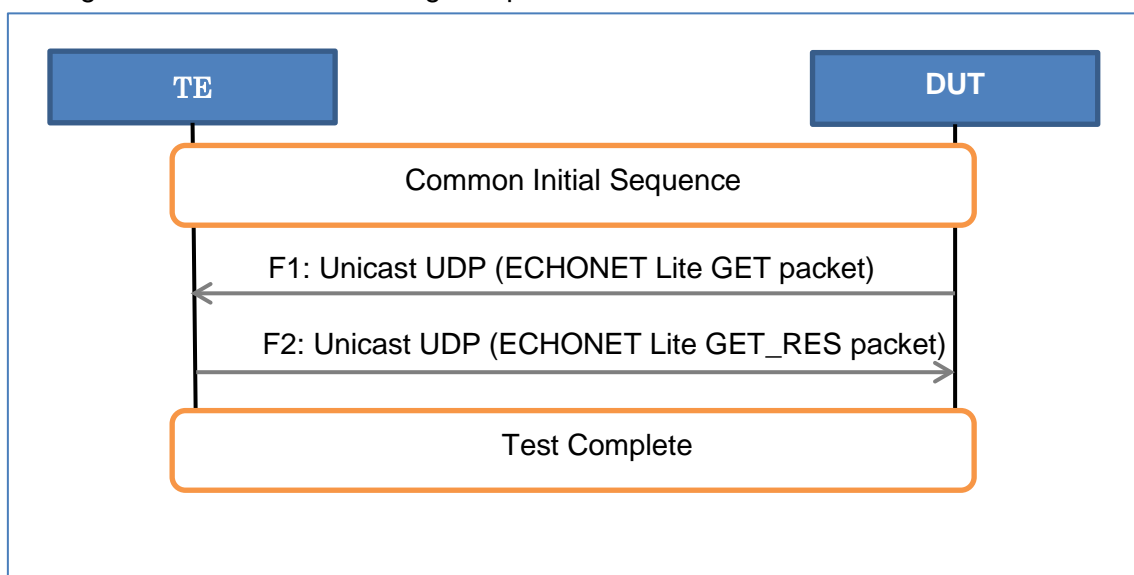 TE
DUT
Common Initial Sequence
F1: Unicast UDP (ECHONET Lite GET packet)
F2: Unicast UDP (ECHONET Lite GET_RES packet)
Test Complete